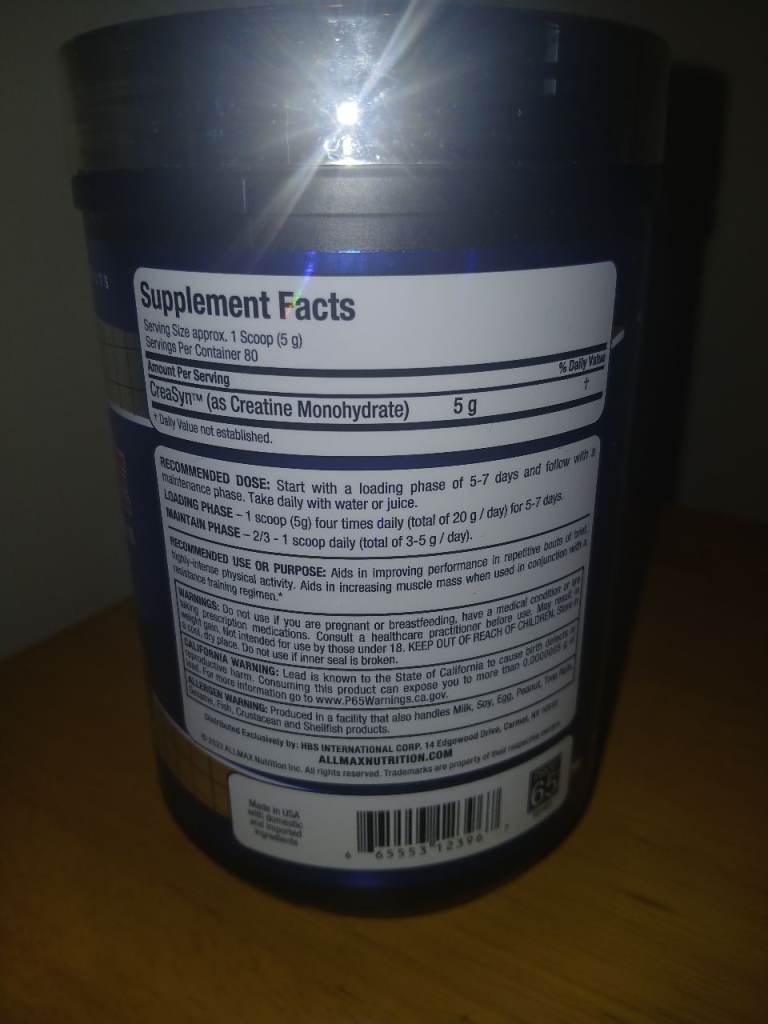 Supplement Facts
Serving Size approx. 1 Scoop (5 g)
Servings Per Container 80
Amount Per Serving % Daily Value
CreaSyn™ (as Creatine Monohydrate) 5 g †
† Daily Value not established.
RECOMMENDED DOSE: Start with a loading phase of 5-7 days and follow with a
maintenance phase. Take daily with water or juice.
LOADING PHASE – 1 scoop (5g) four times daily (total of 20 g / day) for 5-7 days.
MAINTAIN PHASE – 2/3 - 1 scoop daily (total of 3-5 g / day).
RECOMMENDED USE OR PURPOSE: Aids in improving performance in repetitive bouts of brief,
highly-intense physical activity. Aids in increasing muscle mass when used in conjunction with a
resistance training regimen.*
WARNINGS: Do not use if you are pregnant or breastfeeding, have a medical condition or are
taking prescription medications. Consult a healthcare practitioner before use. May result in
weight gain. Not intended for use by those under 18. KEEP OUT OF REACH OF CHILDREN. Store in
a cool, dry place. Do not use if inner seal is broken.
CALIFORNIA WARNING: Lead is known to the State of California to cause birth defects or
reproductive harm. Consuming this product can expose you to more than 0.0000005 g of
lead. For more information go to www.P65Warnings.ca.gov.
ALLERGEN WARNING: Produced in a facility that also handles Milk, Soy, Egg, Peanut, Tree Nuts,
Sesame, Fish, Crustacean and Shellfish products.
Distributed Exclusively by: HBS INTERNATIONAL CORP. 14 Edgewood Drive, Carmel, NY
ALLMAXNUTRITION.COM
© 2022 ALLMAX Nutrition Inc. All rights reserved. Trademarks are property of their respective owners.
Made in USA
with domestic
and imported
ingredients
65
6 65553 12396 7